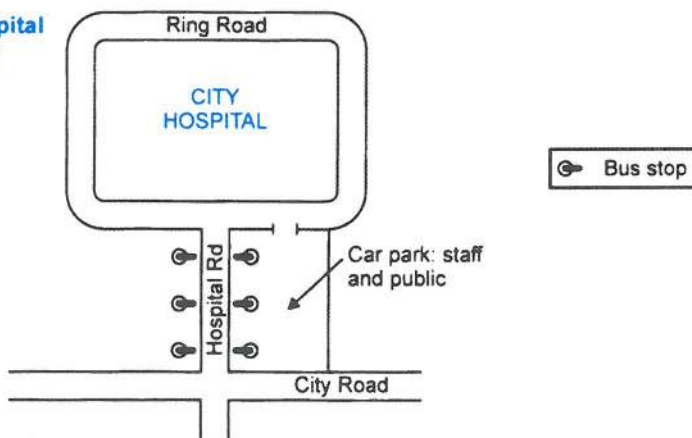 pital
Ring Road
CITY
HOSPITAL
Bus stop
Hospital Rd
Car park: staff
and public
City Road